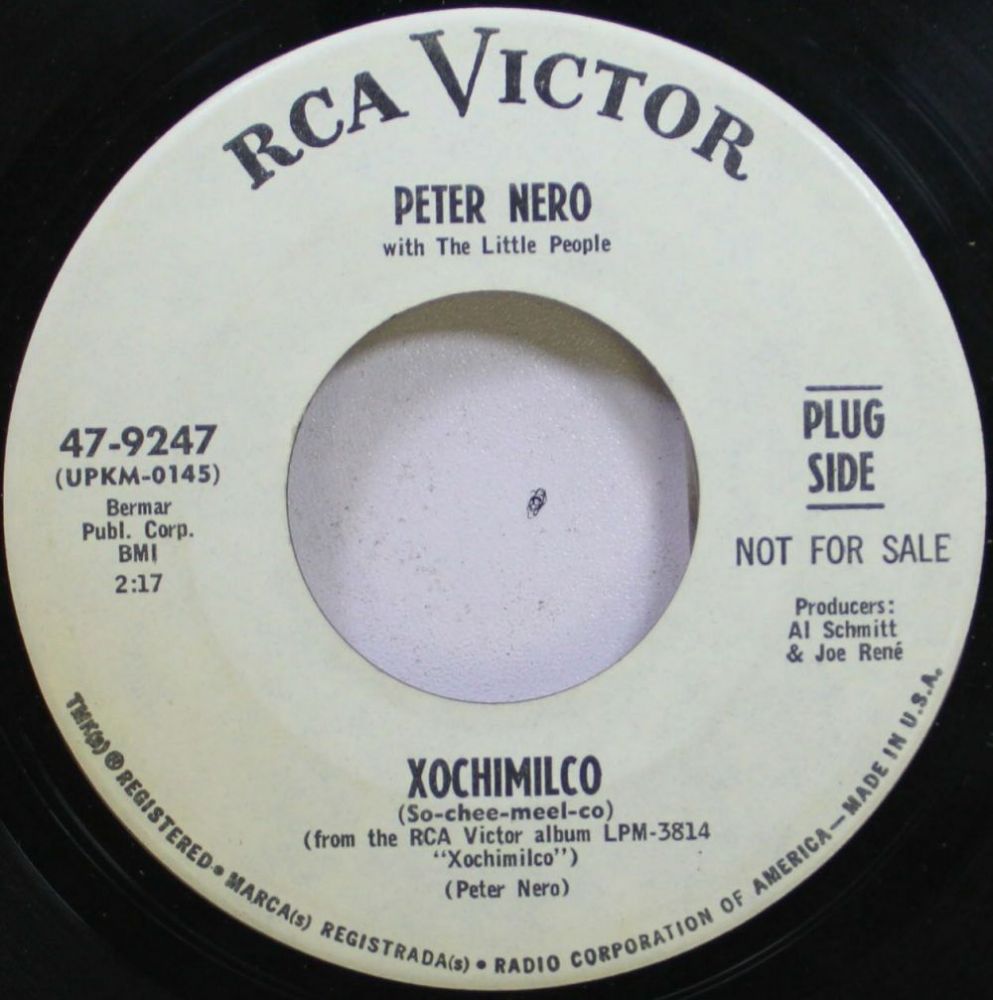 RCA VICTOR
PETER NERO
with The Little People
47-9247
(UPKM-0145)
Bermar
Publ. Corp.
BMI
2:17
PLUG
SIDE
NOT FOR SALE
Producers:
Al Schmitt
& Joe René
XOCHIMILCO
(So-chee-meel-co)
(from the RCA Victor album LPM-3814
“Xochimilco”)
(Peter Nero)
TMK(s) ® REGISTERED • MARCA(s) REGISTRADA(s) • RADIO CORPORATION OF AMERICA—MADE IN U.S.A.